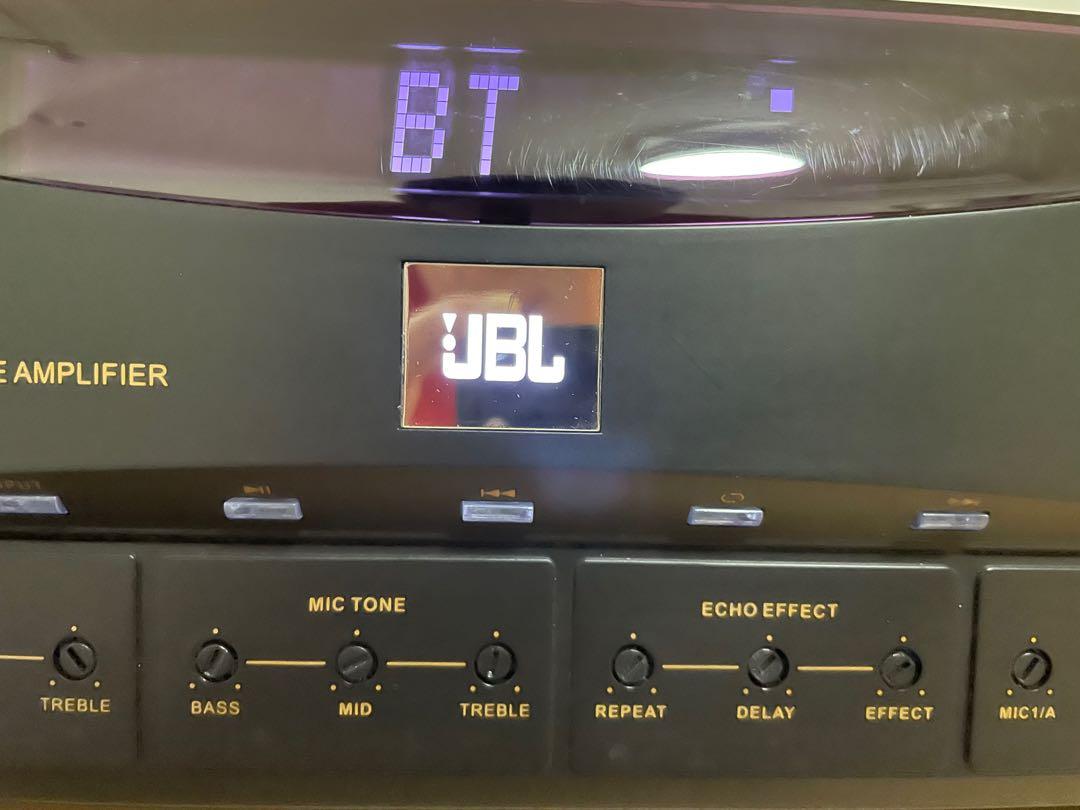 BT
JBL
E AMPLIFIER
MIC TONE
ECHO EFFECT
TREBLE
BASS
MID
TREBLE
REPEAT
DELAY
EFFECT
MIC1/A